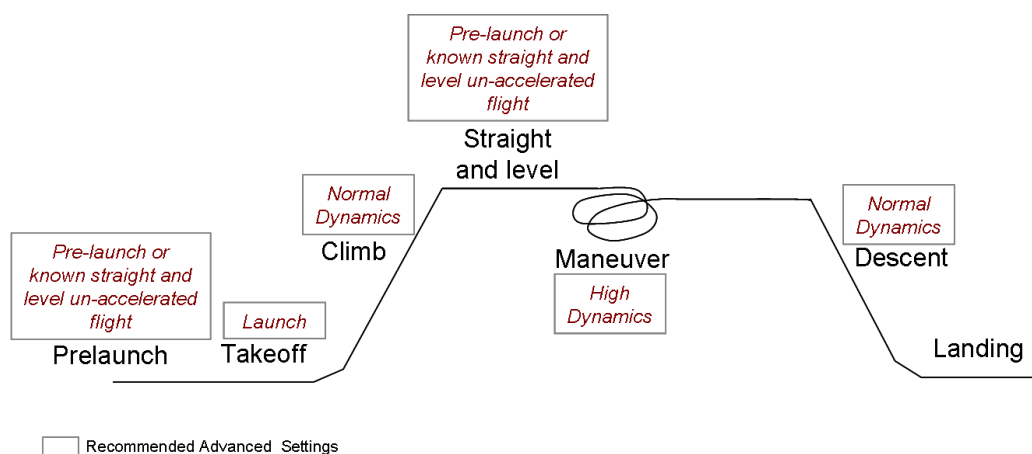 Pre-launch or
known straight and
level un-accelerated
flight
Straight
and level
Normal
Dynamics
Climb
Pre-launch or
known straight and
level un-accelerated
flight
Prelaunch
Launch
Takeoff
Maneuver
High
Dynamics
Normal
Dynamics
Descent
Landing
Recommended Advanced Settings